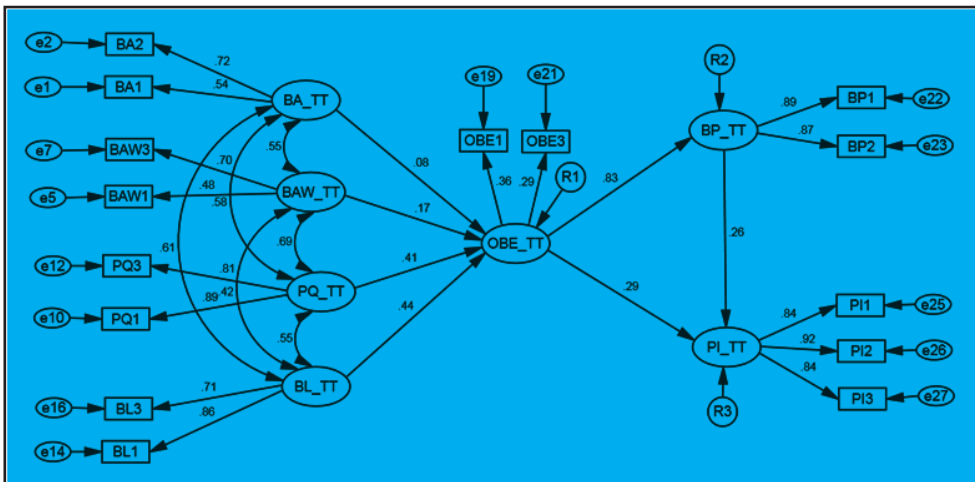 e2 BA2
.72
e1 BA1
.54
BA_TT
e7 BAW3
.70
.55
e5 BAW1
.48
BAW_TT
.58
.61
e12 PQ3
.81
.69
PQ_TT
e10 PQ1
.89
.42
.55
BL_TT
e16 BL3
.71
e14 BL1
.86
.08
.17
.41
.44
e19 e21
OBE1 OBE3
.36 .29
R1
OBE_TT
.83
.29
R2
BP_TT
.89
BP1 e22
.87
BP2 e23
.26
PI_TT
R3
.84
PI1 e25
.92
PI2 e26
.84
PI3 e27